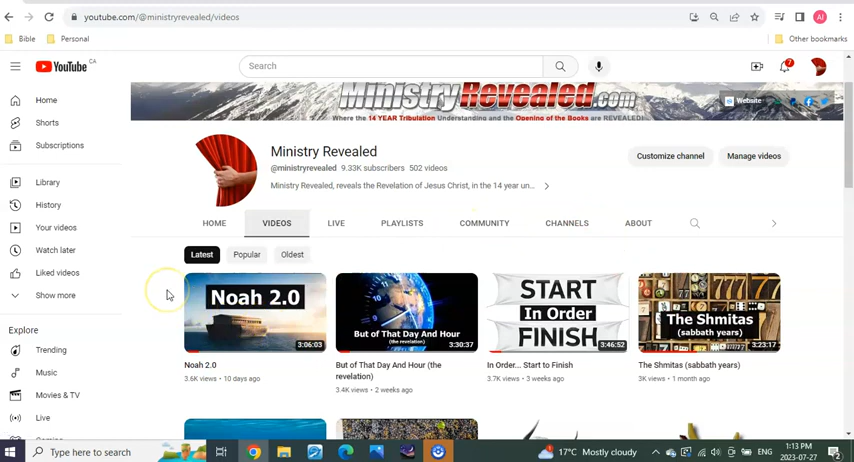 youtube.com/@ministryrevealed/videos
Bible
Personal
Other bookmarks
YouTube CA
Search
7
MinistryRevealed.com
Where the 14 YEAR Tribulation Understanding and the Opening of the Books are REVEALED!
Website
Home
Shorts
Subscriptions
Library
History
Your videos
Watch later
Liked videos
Show more
Explore
Trending
Music
Movies & TV
Live
Gaming
Ministry Revealed
@ministryrevealed 9.33K subscribers 502 videos
Ministry Revealed, reveals the Revelation of Jesus Christ, in the 14 year un...
Customize channel
Manage videos
HOME
VIDEOS
LIVE
PLAYLISTS
COMMUNITY
CHANNELS
ABOUT
Latest
Popular
Oldest
Noah 2.0
3:06:03
Noah 2.0
3.6K views • 10 days ago
But of That Day And Hour
(the revelation)
3:30:37
But of That Day And Hour (the
revelation)
3.4K views • 2 weeks ago
START
In Order
FINISH
3:46:52
In Order... Start to Finish
3.7K views • 3 weeks ago
The Shmitas
(sabbath years)
3:23:17
The Shmitas (sabbath years)
3K views • 1 month ago
Type here to search
17°C Mostly cloudy
ENG
1:13 PM
2023-07-27
2